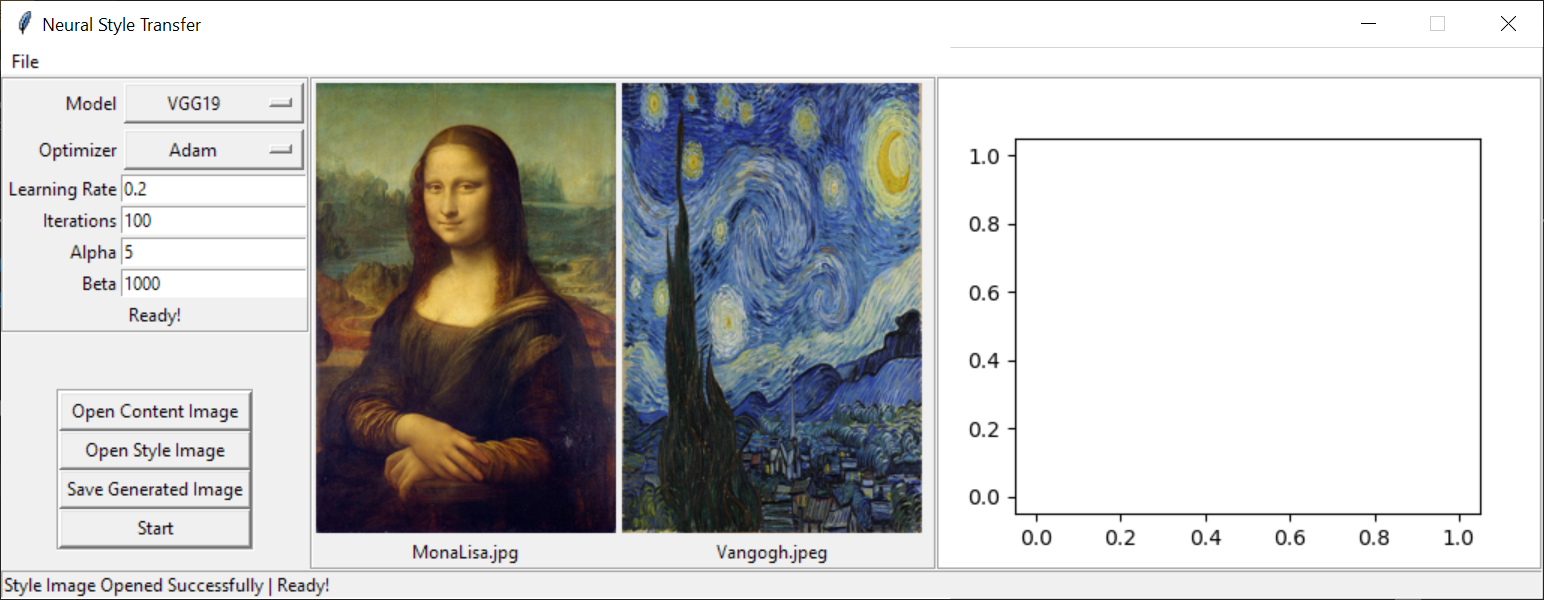 Neural Style Transfer
File
Model VGG19
Optimizer Adam
Learning Rate 0.2
Iterations 100
Alpha 5
Beta 1000
Ready!
Open Content Image
Open Style Image
Save Generated Image
Start
MonaLisa.jpg
Vangogh.jpeg
1.0
0.8
0.6
0.4
0.2
0.0
0.0 0.2 0.4 0.6 0.8 1.0
Style Image Opened Successfully | Ready!